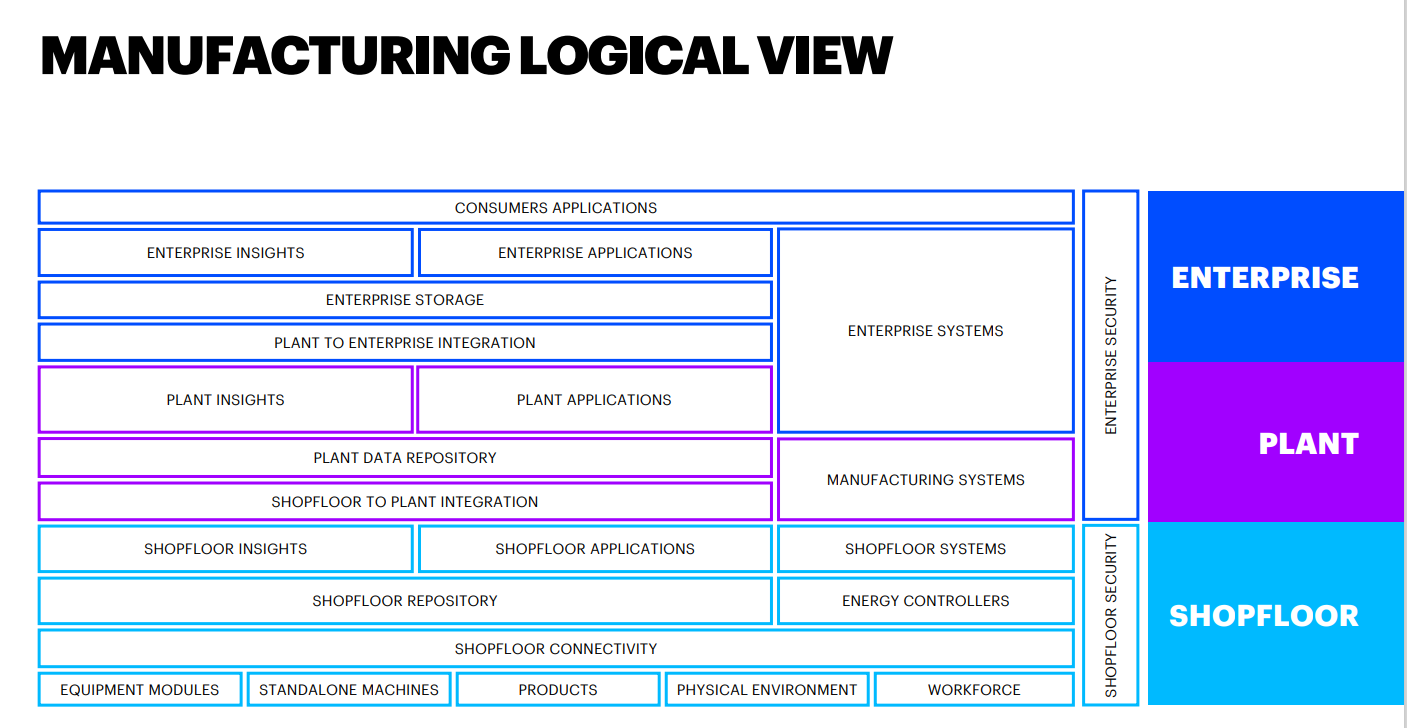 MANUFACTURING LOGICAL VIEW
CONSUMERS APPLICATIONS
ENTERPRISE INSIGHTS
ENTERPRISE APPLICATIONS
ENTERPRISE STORAGE
PLANT TO ENTERPRISE INTEGRATION
ENTERPRISE SYSTEMS
PLANT INSIGHTS
PLANT APPLICATIONS
PLANT DATA REPOSITORY
SHOPFLOOR TO PLANT INTEGRATION
MANUFACTURING SYSTEMS
SHOPFLOOR INSIGHTS
SHOPFLOOR APPLICATIONS
SHOPFLOOR SYSTEMS
SHOPFLOOR REPOSITORY
ENERGY CONTROLLERS
SHOPFLOOR CONNECTIVITY
EQUIPMENT MODULES
STANDALONE MACHINES
PRODUCTS
PHYSICAL ENVIRONMENT
WORKFORCE
ENTERPRISE SECURITY
SHOPFLOOR SECURITY
ENTERPRISE
PLANT
SHOPFLOOR